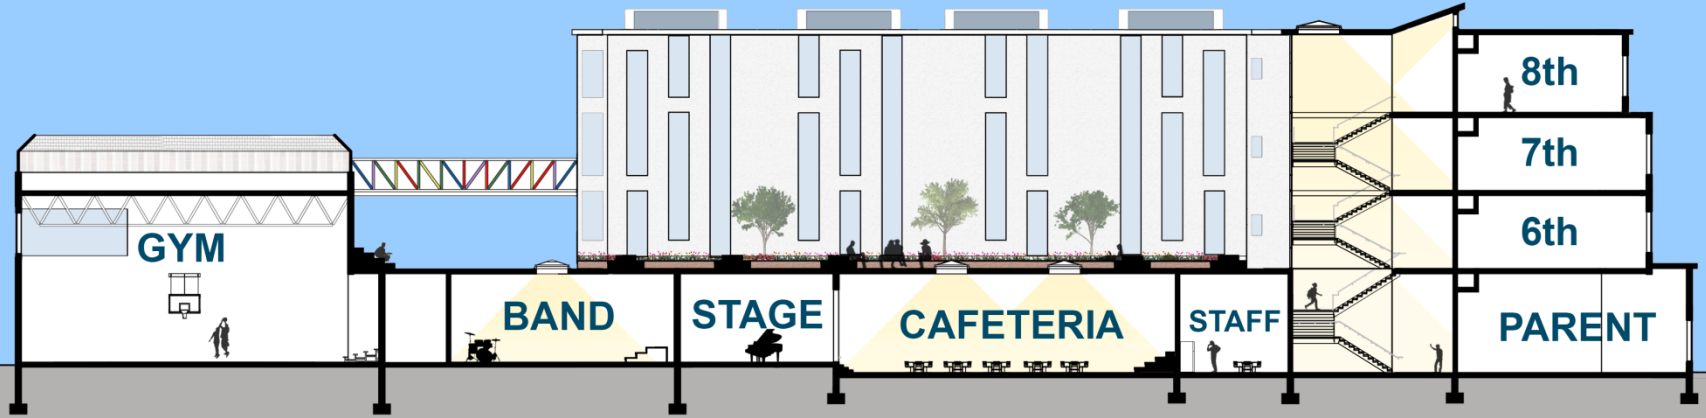 8th
7th
6th
GYM
BAND
STAGE
CAFETERIA
STAFF
PARENT